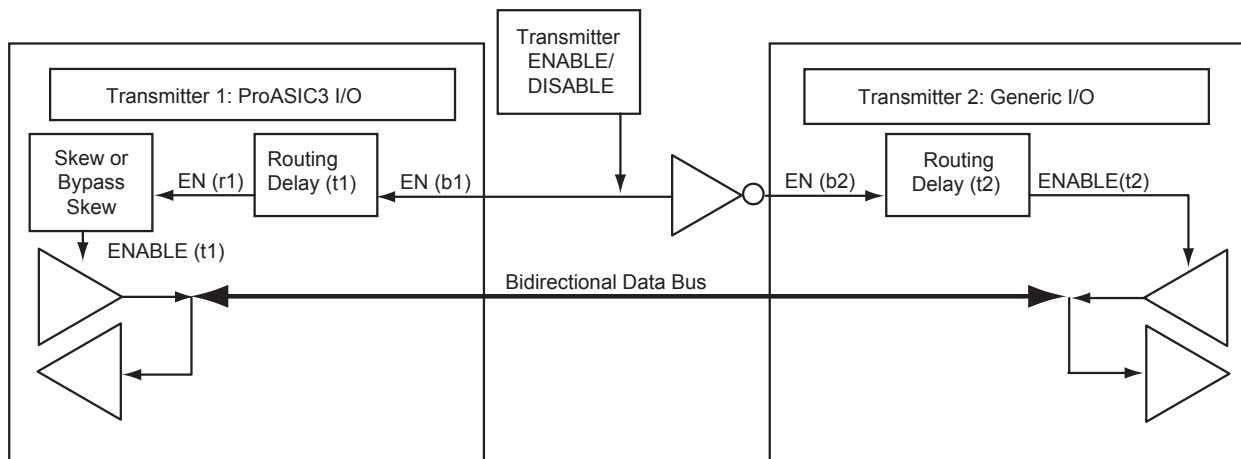 Transmitter
ENABLE/
DISABLE
Transmitter 1: ProASIC3 I/O
Transmitter 2: Generic I/O
Skew or
Bypass
Skew
EN (r1)
Routing
Delay (t1)
EN (b1)
EN (b2)
Routing
Delay (t2)
ENABLE(t2)
ENABLE (t1)
Bidirectional Data Bus